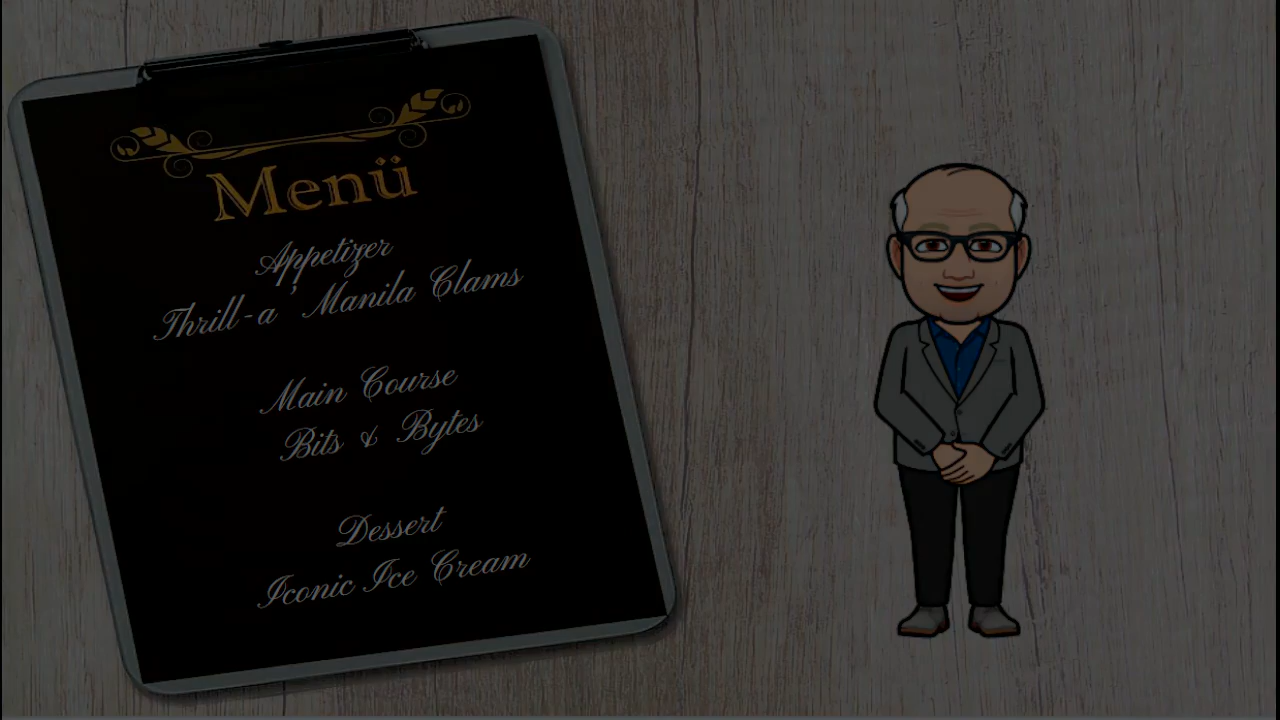 Menü
Appetizer
Thrill-a' Manila Clams
Main Course
Bits & Bytes
Dessert
Iconic Ice Cream